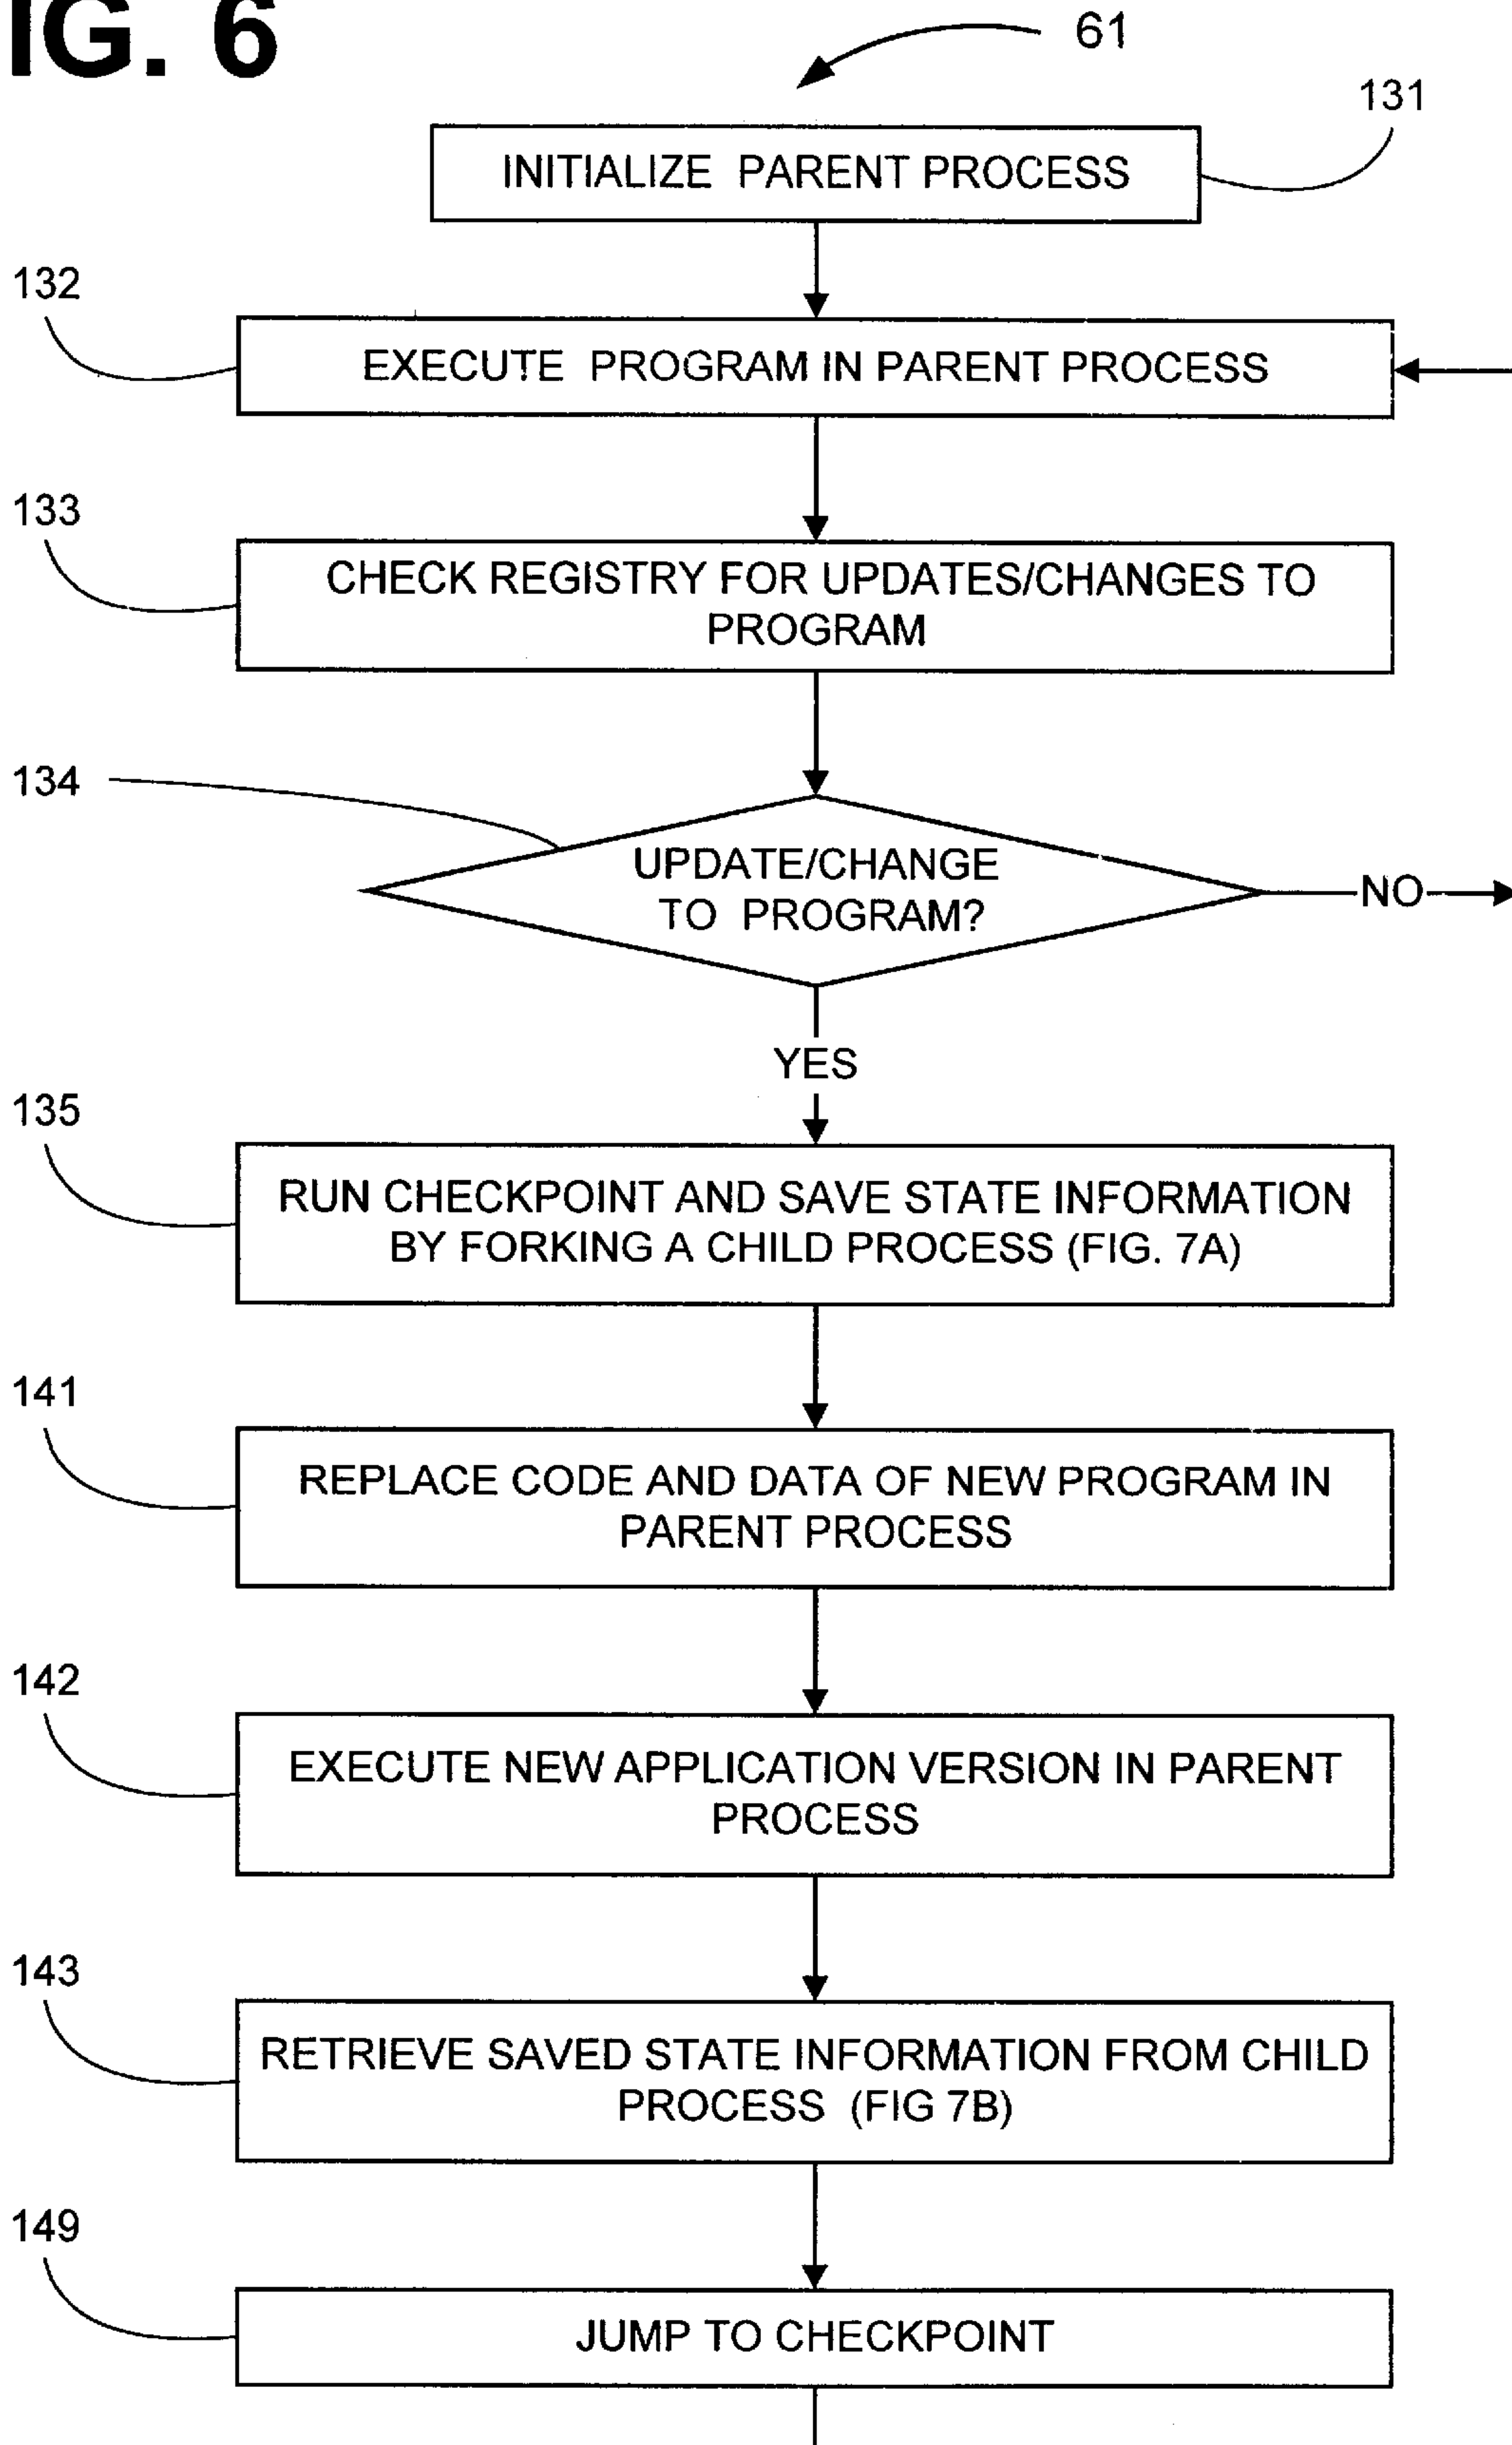 IG. 6
61
131
INITIALIZE PARENT PROCESS
132
EXECUTE PROGRAM IN PARENT PROCESS
133
CHECK REGISTRY FOR UPDATES/CHANGES TO
PROGRAM
134
UPDATE/CHANGE
TO PROGRAM?
NO
YES
135
RUN CHECKPOINT AND SAVE STATE INFORMATION
BY FORKING A CHILD PROCESS (FIG. 7A)
141
REPLACE CODE AND DATA OF NEW PROGRAM IN
PARENT PROCESS
142
EXECUTE NEW APPLICATION VERSION IN PARENT
PROCESS
143
RETRIEVE SAVED STATE INFORMATION FROM CHILD
PROCESS (FIG 7B)
149
JUMP TO CHECKPOINT